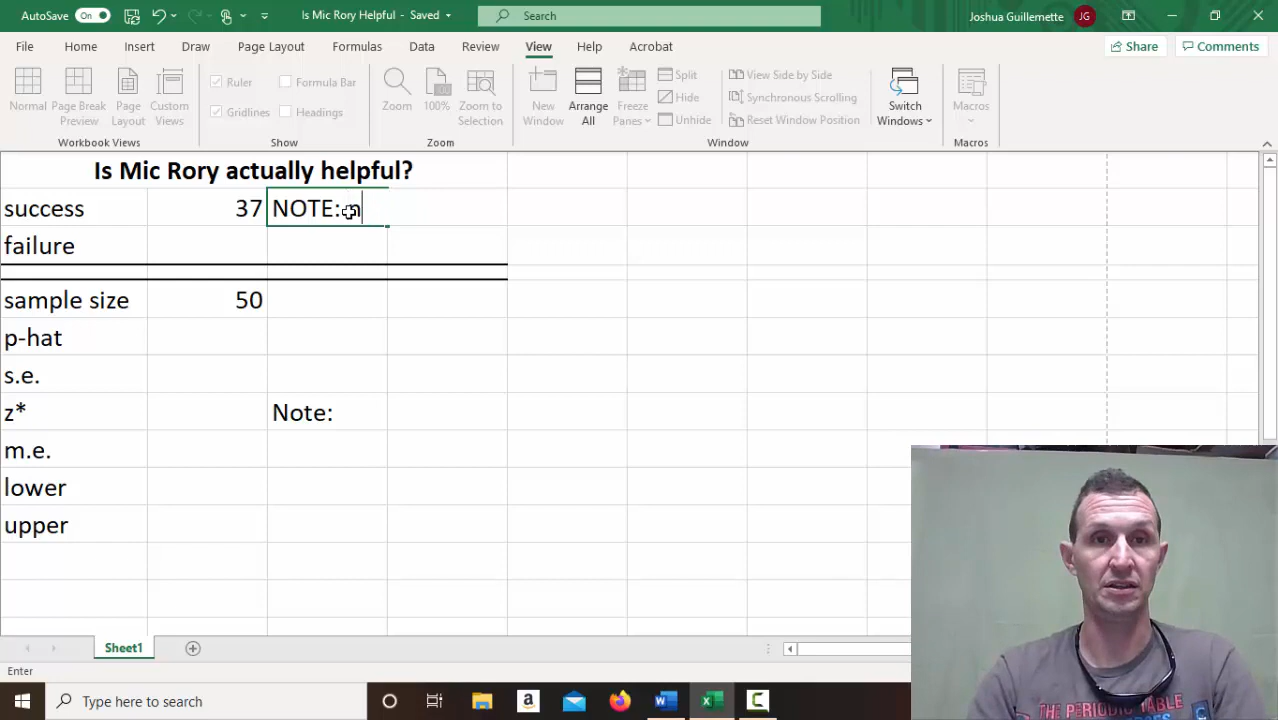 AutoSave On Is Mic Rory Helpful - Saved Search Joshua Guillemette JG
File Home Insert Draw Page Layout Formulas Data Review View Help Acrobat Share Comments
Normal Page Break Preview Page Layout Custom Views
Ruler Formula Bar
Gridlines Headings
Zoom 100% Zoom to Selection
New Window Arrange All Freeze Panes
Split
Hide
Unhide
View Side by Side
Synchronous Scrolling
Reset Window Position
Switch Windows Macros
Workbook Views Show Zoom Window Macros
Is Mic Rory actually helpful?
success 37 NOTE: n
failure
sample size 50
p-hat
s.e.
z* Note:
m.e.
lower
upper
Sheet1
Enter
Type here to search
THE PERIODIC TABLE